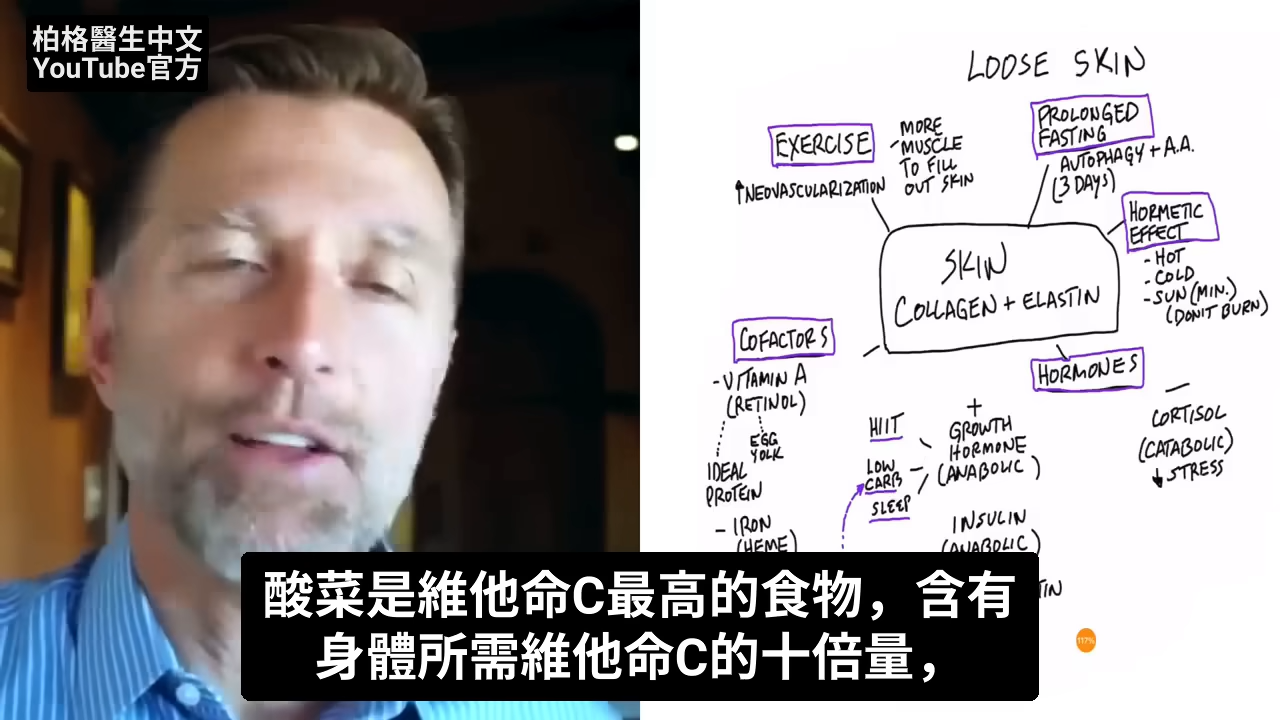 柏格醫生中文
YouTube官方
LOOSE SKIN
EXERCISE
- MORE
MUSCLE
TO FILL
OUT SKIN
↑NEOVASCULARIZATION
PROLONGED
FASTING
AUTOPHAGY + A.A.
(3 DAYS)
HORMETIC
EFFECT
- HOT
- COLD
- SUN (MIN.)
(DON'T BURN)
SKIN
COLLAGEN + ELASTIN
COFACTORS
- VITAMIN A
(RETINOL)
EGG
YOLK
IDEAL
PROTEIN
- IRON
(HEME)
HORMONES
+
GROWTH
HORMONE
(ANABOLIC)
HIIT
LOW
CARB
SLEEP
INSULIN
(ANABOLIC)
TIN
−
CORTISOL
(CATABOLIC)
↓STRESS
117%
酸菜是維他命C最高的食物，含有
身體所需維他命C的十倍量，